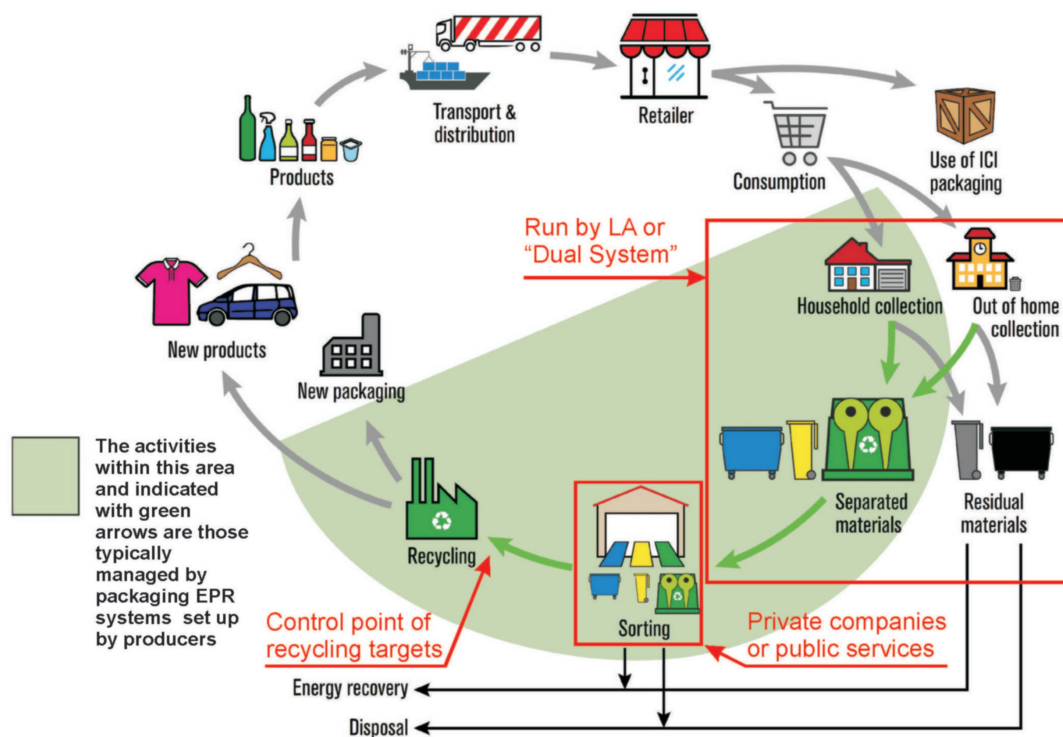 Transport &
distribution
Retailer
Products
Consumption
Use of ICI
packaging
Run by LA or
“Dual System”
Household collection
Out of home
collection
New products
New packaging
The activities
within this area
and indicated
with green
arrows are those
typically
managed by
packaging EPR
systems set up
by producers
Recycling
Separated
materials
Residual
materials
Sorting
Control point of
recycling targets
Private companies
or public services
Energy recovery
Disposal